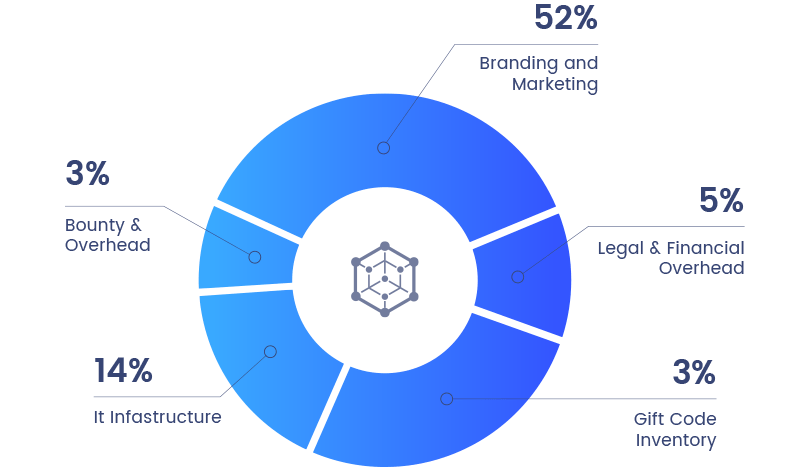 52%
Branding and
Marketing
3%
Bounty &
Overhead
5%
Legal & Financial
Overhead
14%
It Infastructure
3%
Gift Code
Inventory